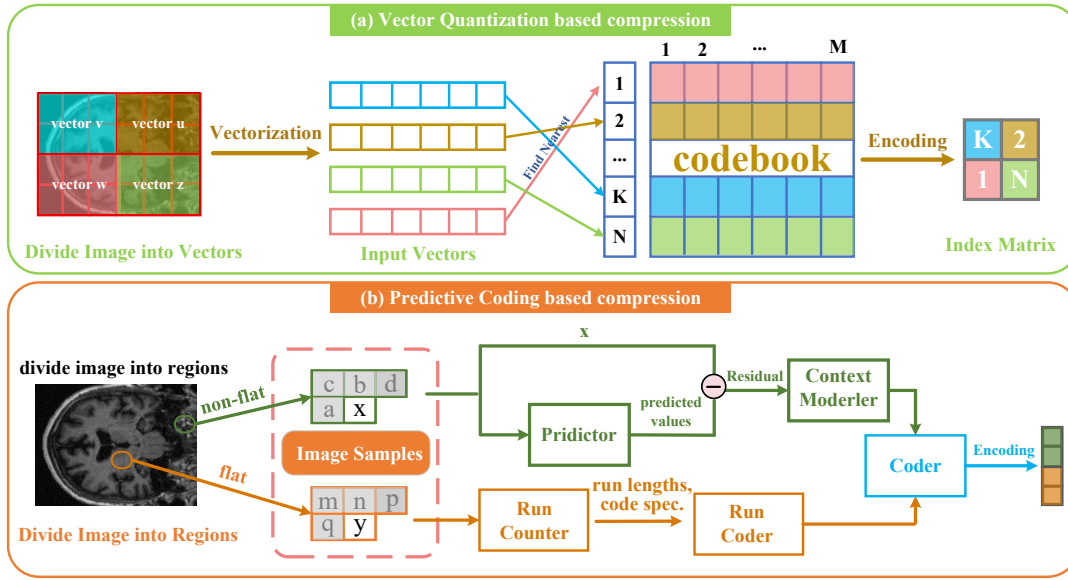 (a) Vector Quantization based compression
1 2 ... M
vector v vector u
vector w vector z
Vectorization
Find Nearest
1
2
...
K
N
codebook
Encoding
K 2
1 N
Divide Image into Vectors
Input Vectors
Index Matrix
(b) Predictive Coding based compression
divide image into regions
non-flat
flat
Divide Image into Regions
c b d
a x
Image Samples
m n p
q y
x
Pridictor
predicted
values
Residual
Context
Moderler
Run
Counter
run lengths,
code spec.
Run
Coder
Coder
Encoding